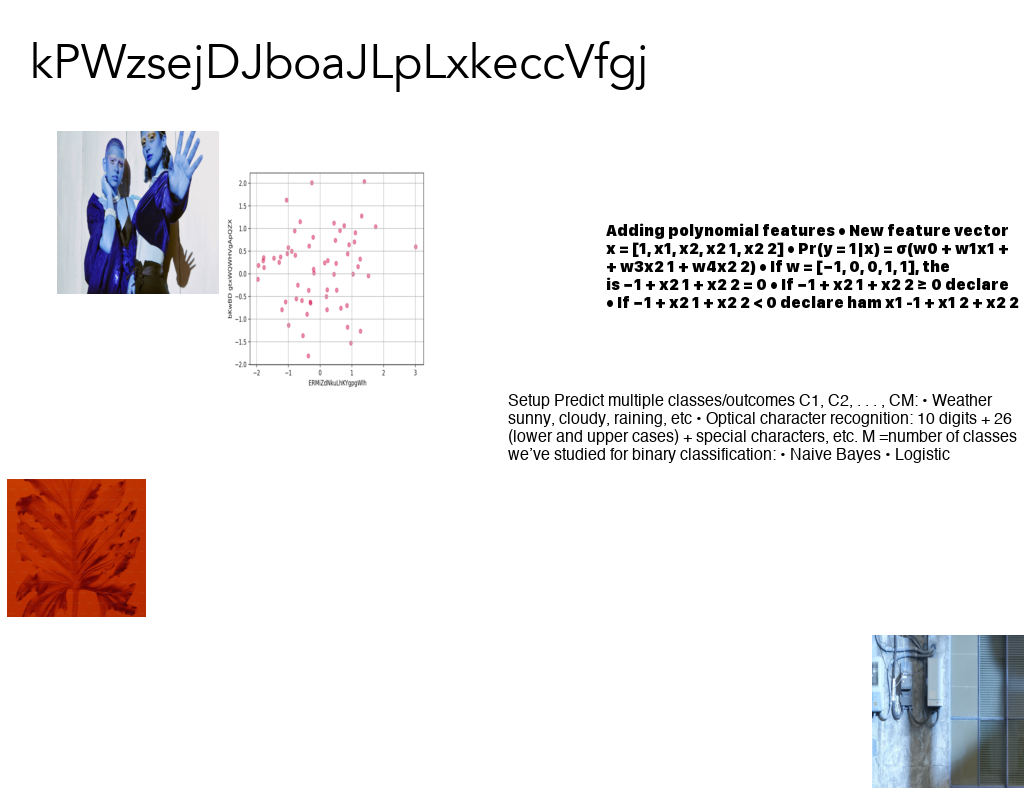 kPWzsejDJboaJLpLxkeccVfgj
2.0
1.5
1.0
0.5
0.0
−0.5
−1.0
−1.5
−2.0
−2
−1
0
1
2
3
ERMiZdNkuLhKYgpgWlh
bKwBD gtxWQWHVgApQZX
Adding polynomial features • New feature vector
x = [1, x1, x2, x2 1, x2 2] • Pr(y = 1|x) = σ(w0 + w1x1 +
+ w3x2 1 + w4x2 2) • If w = [−1, 0, 0, 1, 1], the
is −1 + x2 1 + x2 2 = 0 • If −1 + x2 1 + x2 2 ≥ 0 declare
• If −1 + x2 1 + x2 2 < 0 declare ham x1 -1 + x1 2 + x2 2
Setup Predict multiple classes/outcomes C1, C2, . . . , CM: • Weather
sunny, cloudy, raining, etc • Optical character recognition: 10 digits + 26
(lower and upper cases) + special characters, etc. M =number of classes
we’ve studied for binary classification: • Naive Bayes • Logistic